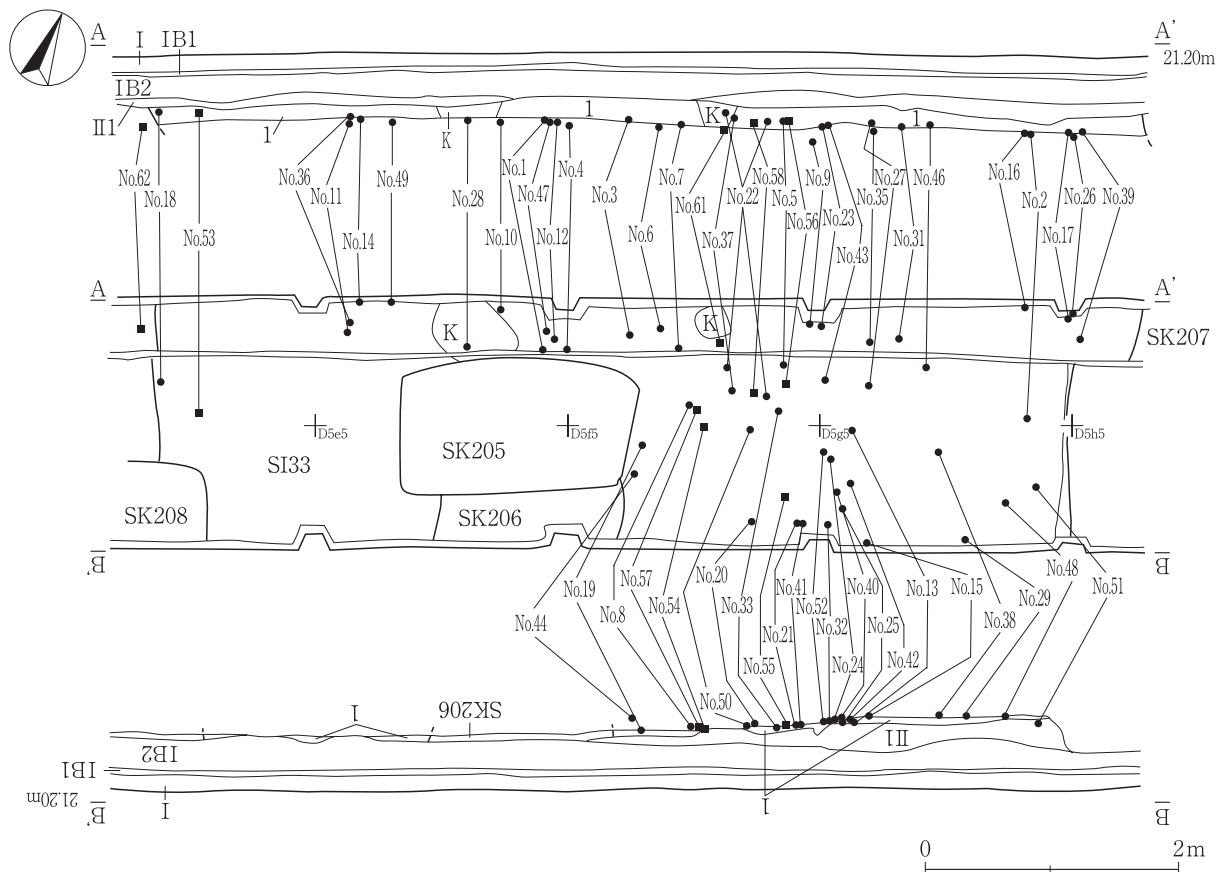 A
I IB1
A'
21.20m
IB2
II1
1
K
1
K
1
No.62
No.18
No.53
No.36
No.11
No.14
No.49
No.28
No.10
No.1
No.47
No.12
No.4
No.3
No.6
No.7
No.61
No.37
No.22
No.58
No.5
No.56
No.9
No.23
No.43
No.35
No.27
No.31
No.46
No.16
No.2
No.17
No.26
No.39
A
A'
K
K
SK207
D5e5
D5f5
D5g5
D5h5
SI33
SK205
SK208
SK206
B'
B
No.44
No.19
No.8
No.57
No.54
No.50
No.20
No.33
No.55
No.21
No.41
No.52
No.32
No.24
No.40
No.25
No.42
No.13
No.15
No.38
No.29
No.48
No.51
1
SK206
II1
IB2
IB1
21.20m
B'
I
1
B
0 2m